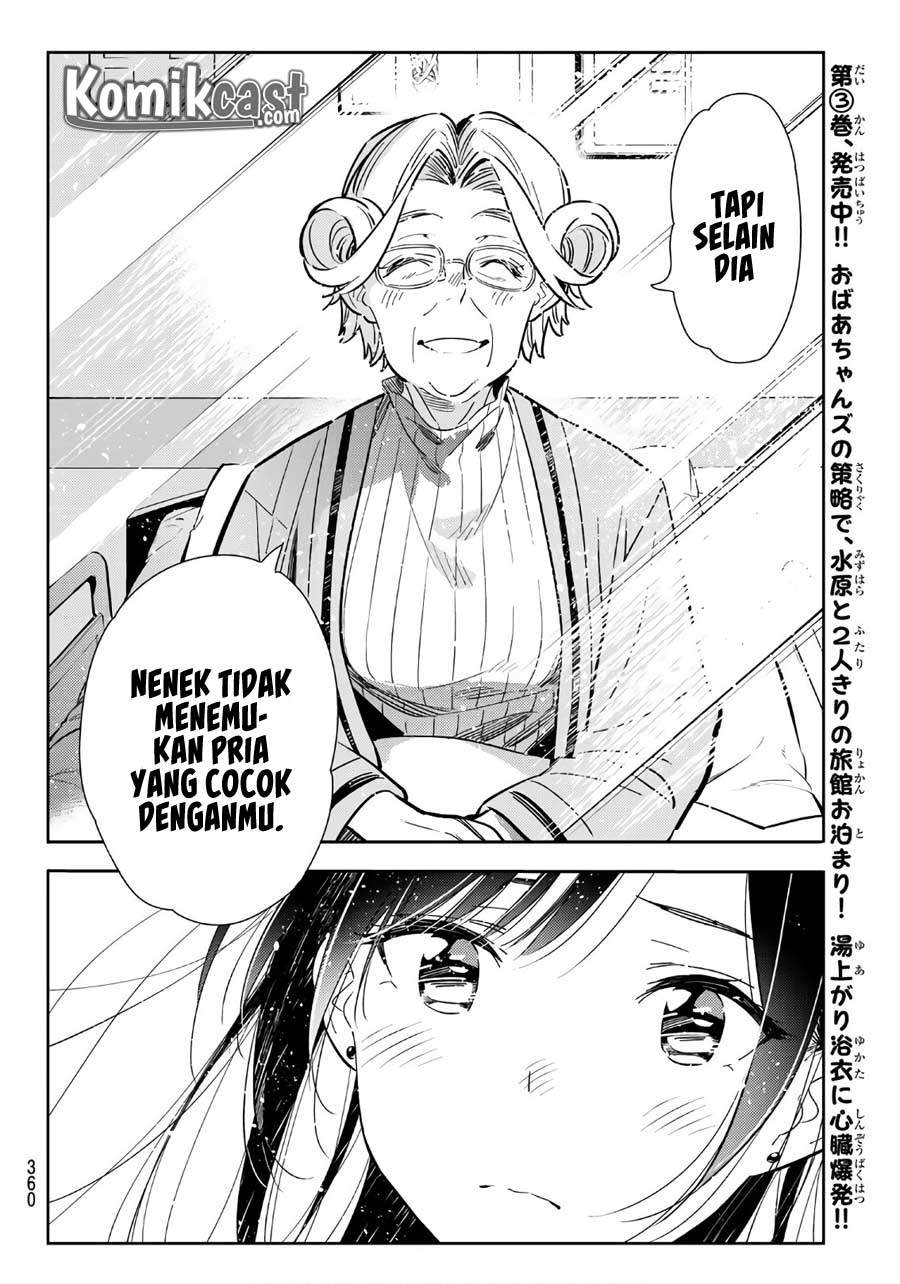 Komikcast
.com
TAPI
SELAIN
DIA
NENEK TIDAK
MENEMU-
KAN PRIA
YANG COCOK
DENGANMU.
第③巻、発売中!! おばあちゃんズの策略で、水原と2人きりの旅館お泊まり! 湯上がり浴衣に心臓爆発!!
360